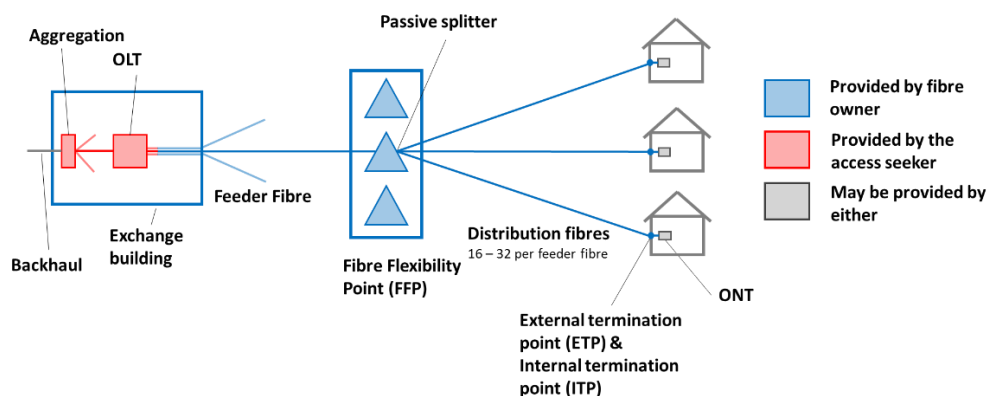 Passive splitter
Aggregation
OLT
Provided by fibre
owner
Provided by the
access seeker
May be provided by
either
Feeder Fibre
Exchange
building
Backhaul
Distribution fibres
16 – 32 per feeder fibre
Fibre Flexibility
Point (FFP)
ONT
External termination
point (ETP) &
Internal termination
point (ITP)